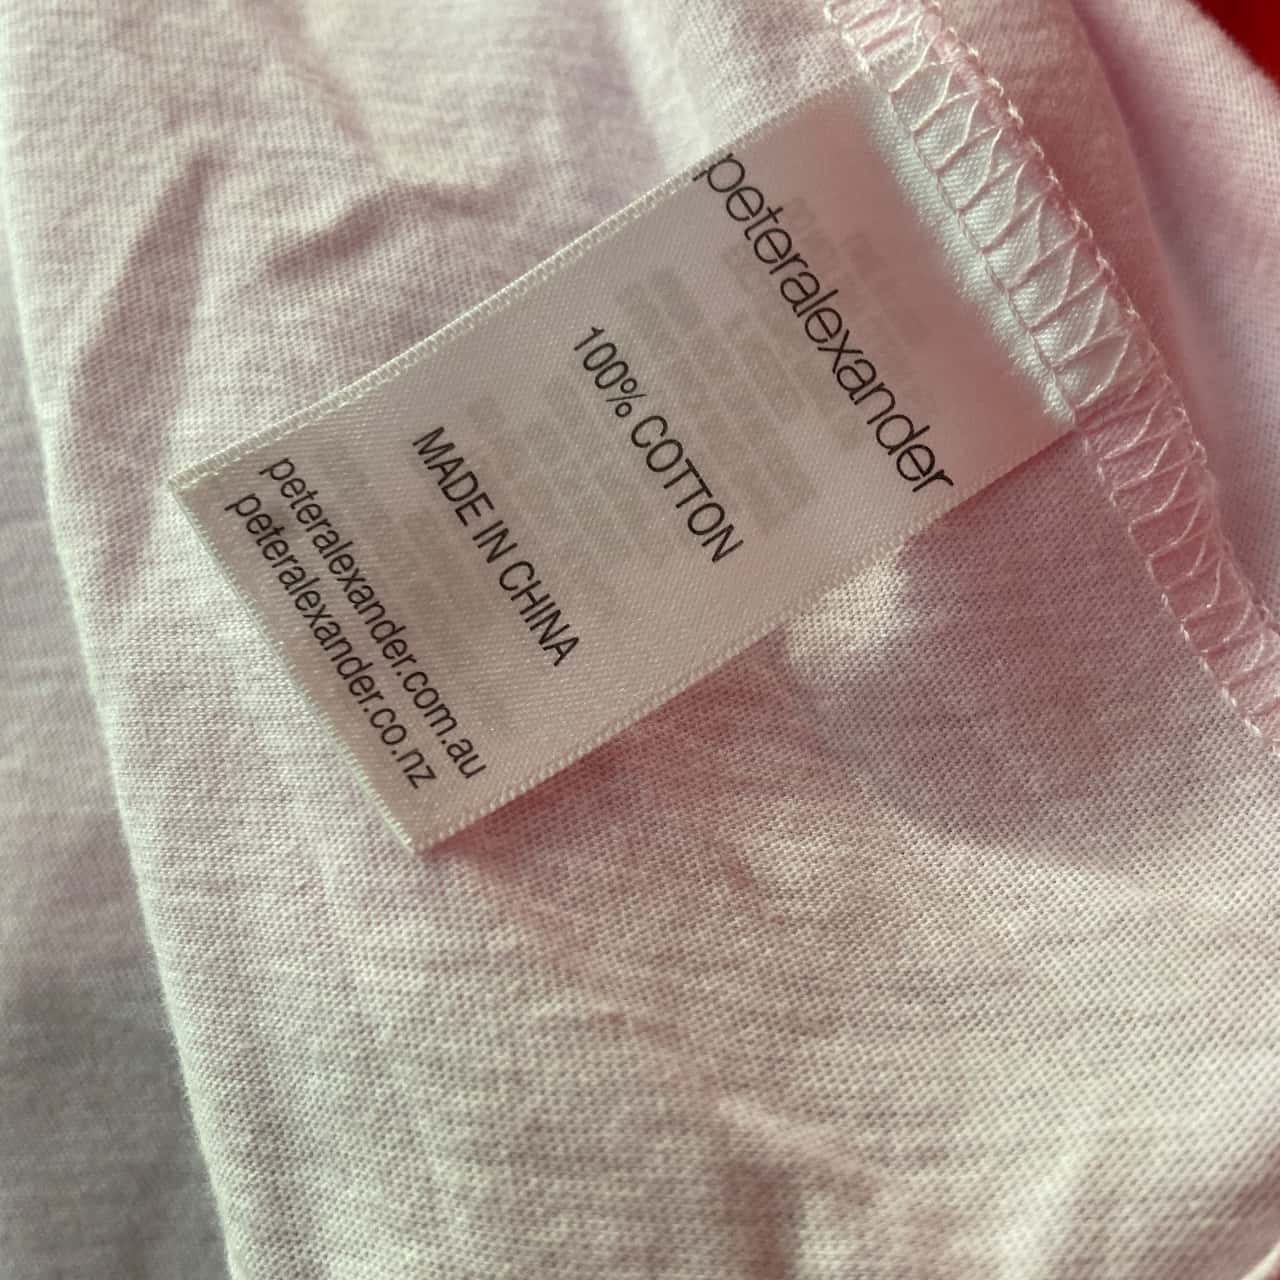 peteralexander
100% COTTON
MADE IN CHINA
peteralexander.com.au
peteralexander.co.nz